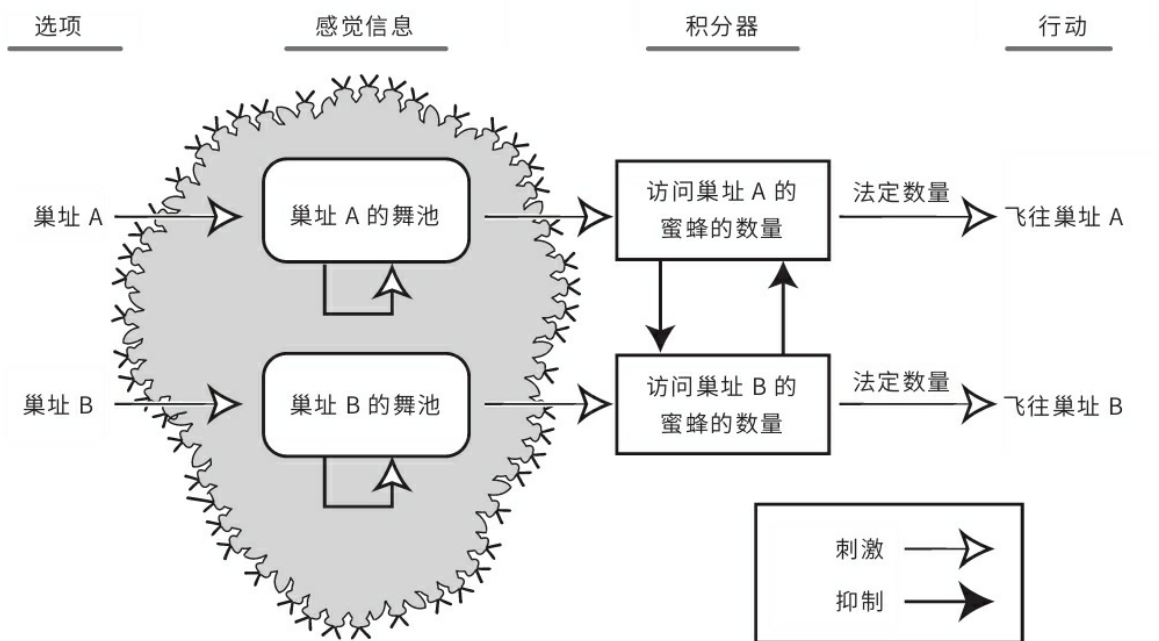 选项
感觉信息
积分器
行动
巢址 A
巢址 A 的舞池
访问巢址 A 的
蜜蜂的数量
法定数量
飞往巢址 A
巢址 B
巢址 B 的舞池
访问巢址 B 的
蜜蜂的数量
法定数量
飞往巢址 B
刺激
抑制